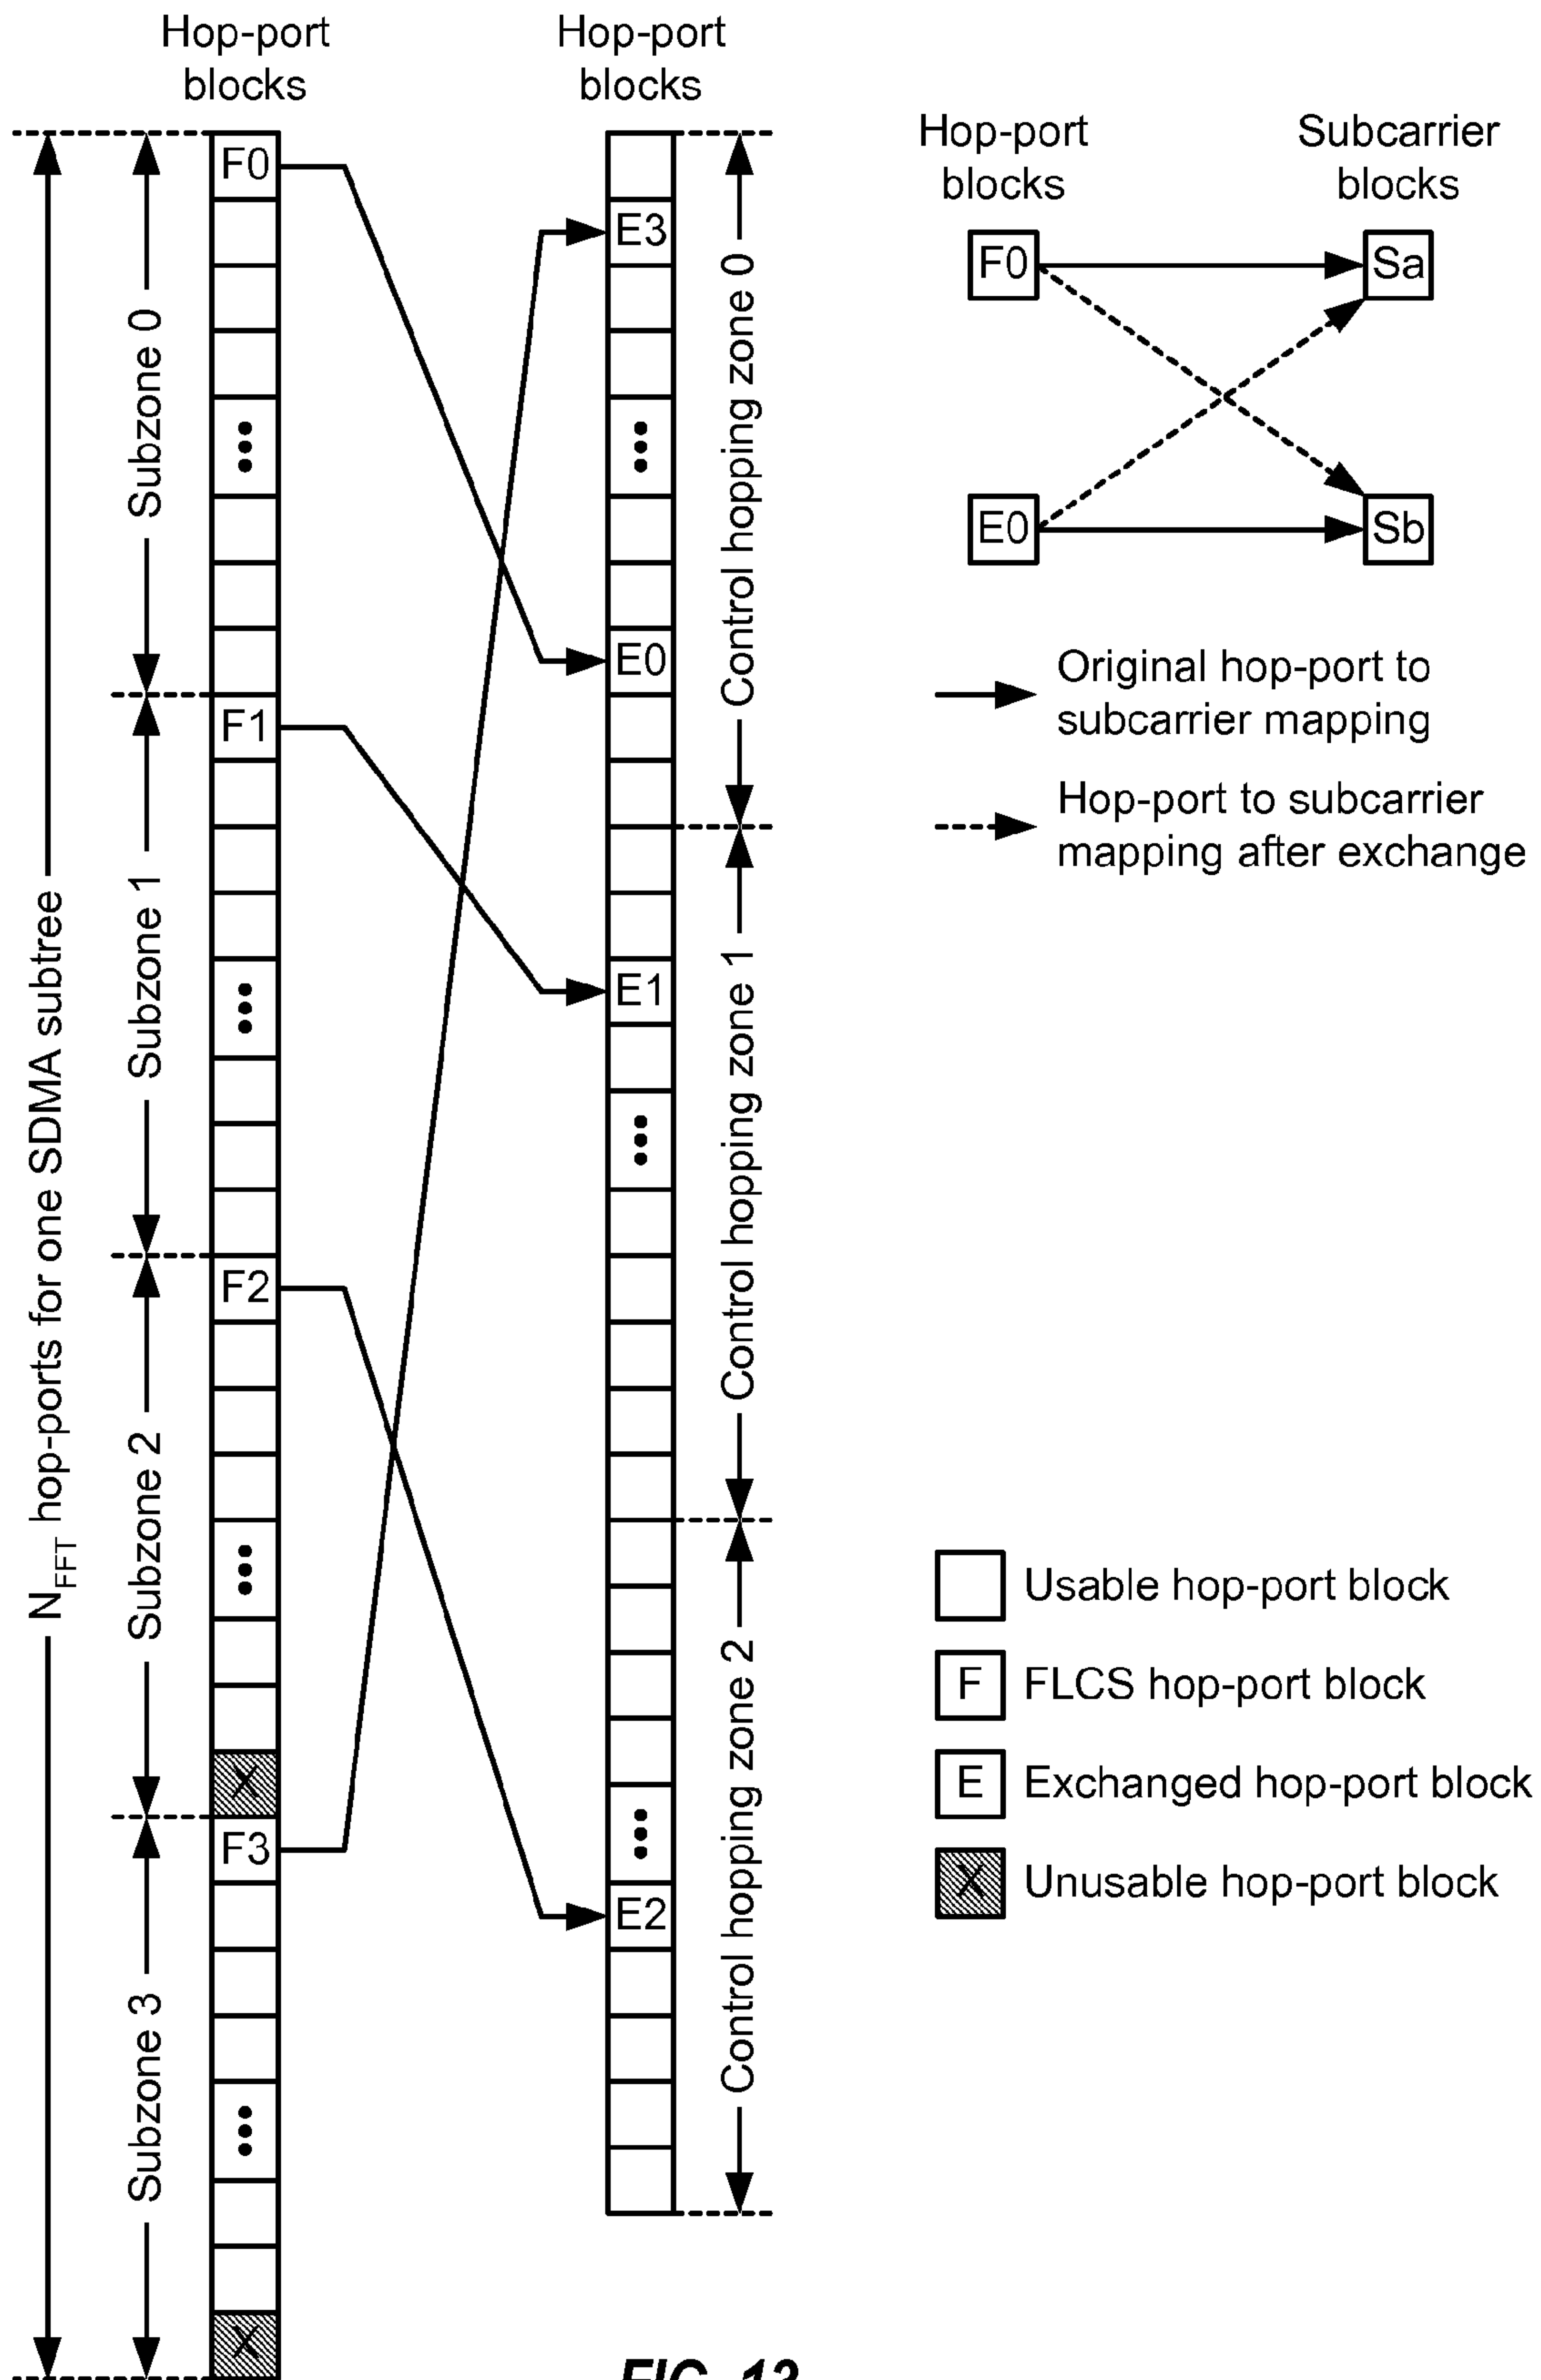 Hop-port
blocks
Hop-port
blocks
Hop-port
blocks
Subcarrier
blocks
N_FFT hop-ports for one SDMA subtree
Subzone 0
Subzone 1
Subzone 2
Subzone 3
F0
F1
F2
X
F3
X
E3
E0
E1
E2
Control hopping zone 0
Control hopping zone 1
Control hopping zone 2
F0
Sa
E0
Sb
Original hop-port to
subcarrier mapping
Hop-port to subcarrier
mapping after exchange
Usable hop-port block
F FLCS hop-port block
E Exchanged hop-port block
X Unusable hop-port block